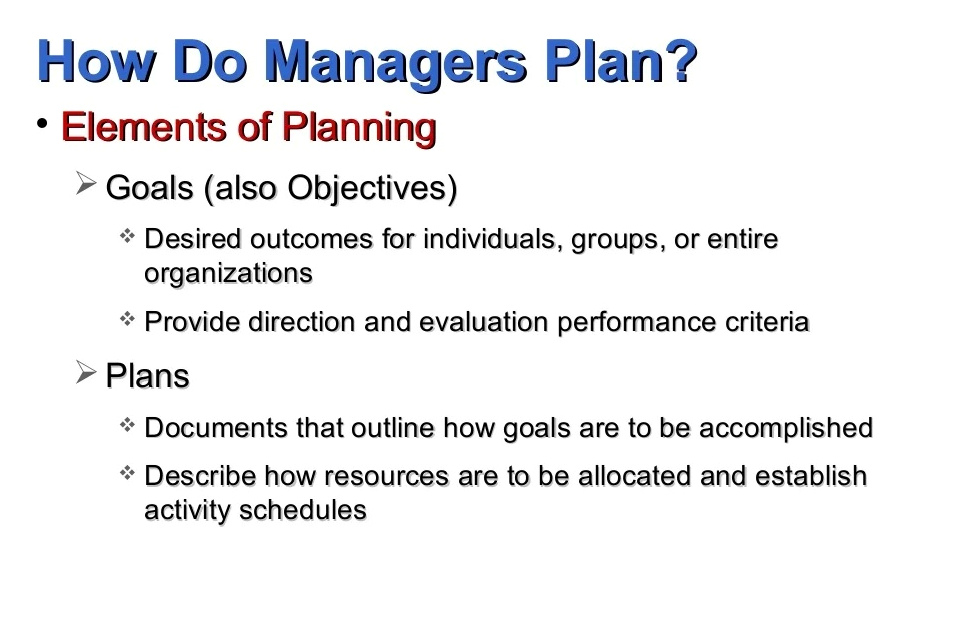 How Do Managers Plan?
• Elements of Planning
➢ Goals (also Objectives)
❖ Desired outcomes for individuals, groups, or entire
organizations
❖ Provide direction and evaluation performance criteria
➢ Plans
❖ Documents that outline how goals are to be accomplished
❖ Describe how resources are to be allocated and establish
activity schedules